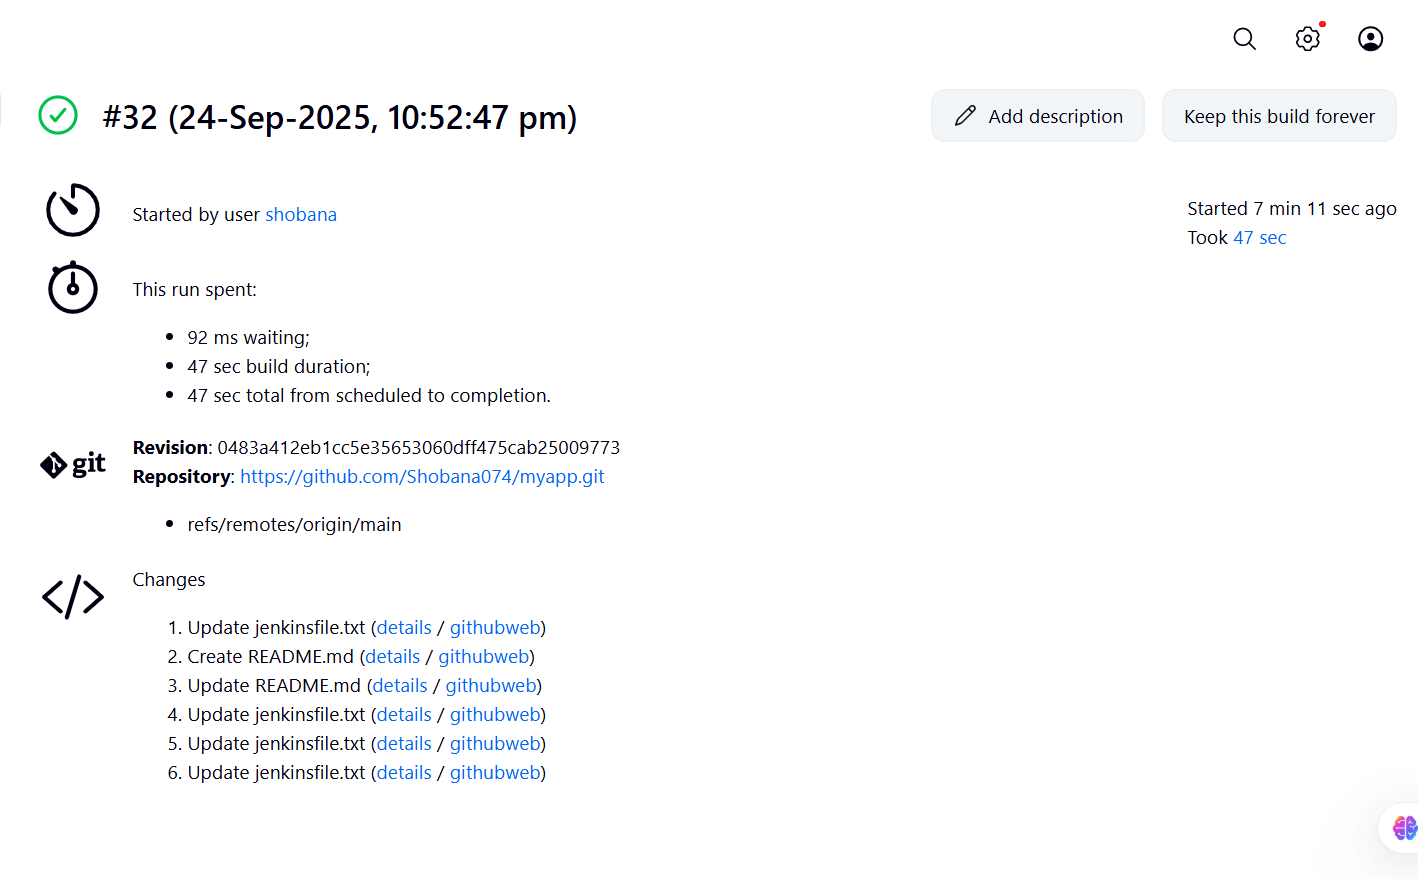 #32 (24-Sep-2025, 10:52:47 pm)
Add description
Keep this build forever
Started by user shobana
Started 7 min 11 sec ago
Took 47 sec
This run spent:
92 ms waiting;
47 sec build duration;
47 sec total from scheduled to completion.
git
Revision: 0483a412eb1cc5e35653060dff475cab25009773
Repository: https://github.com/Shobana074/myapp.git
refs/remotes/origin/main
Changes
1. Update jenkinsfile.txt (details / githubweb)
2. Create README.md (details / githubweb)
3. Update README.md (details / githubweb)
4. Update jenkinsfile.txt (details / githubweb)
5. Update jenkinsfile.txt (details / githubweb)
6. Update jenkinsfile.txt (details / githubweb)